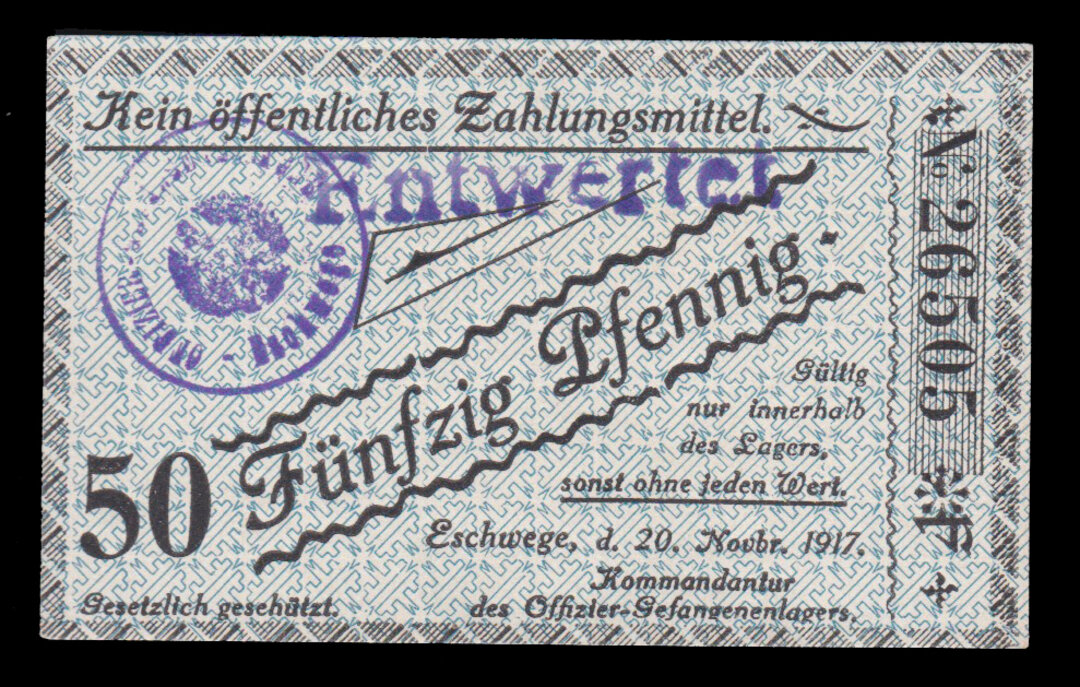 Kein öffentliches Zahlungsmittel.
Entwertet
Fünfzig Pfennig
50
Gültig
nur innerhalb
des Lagers,
sonst ohne jeden Wert.
Eschwege, d. 20. Novbr. 1917.
Kommandantur
des Offizier-Gefangenenlagers.
Gesetzlich geschützt.
№ 26505